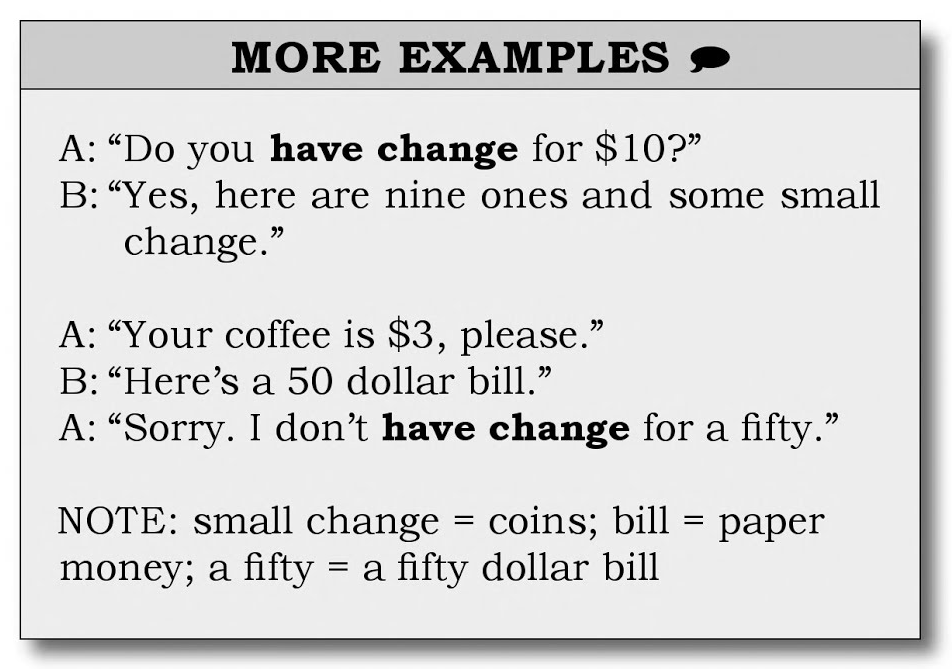 MORE EXAMPLES
A: “Do you have change for $10?”
B: “Yes, here are nine ones and some small
change.”
A: “Your coffee is $3, please.”
B: “Here’s a 50 dollar bill.”
A: “Sorry. I don’t have change for a fifty.”
NOTE: small change = coins; bill = paper
money; a fifty = a fifty dollar bill